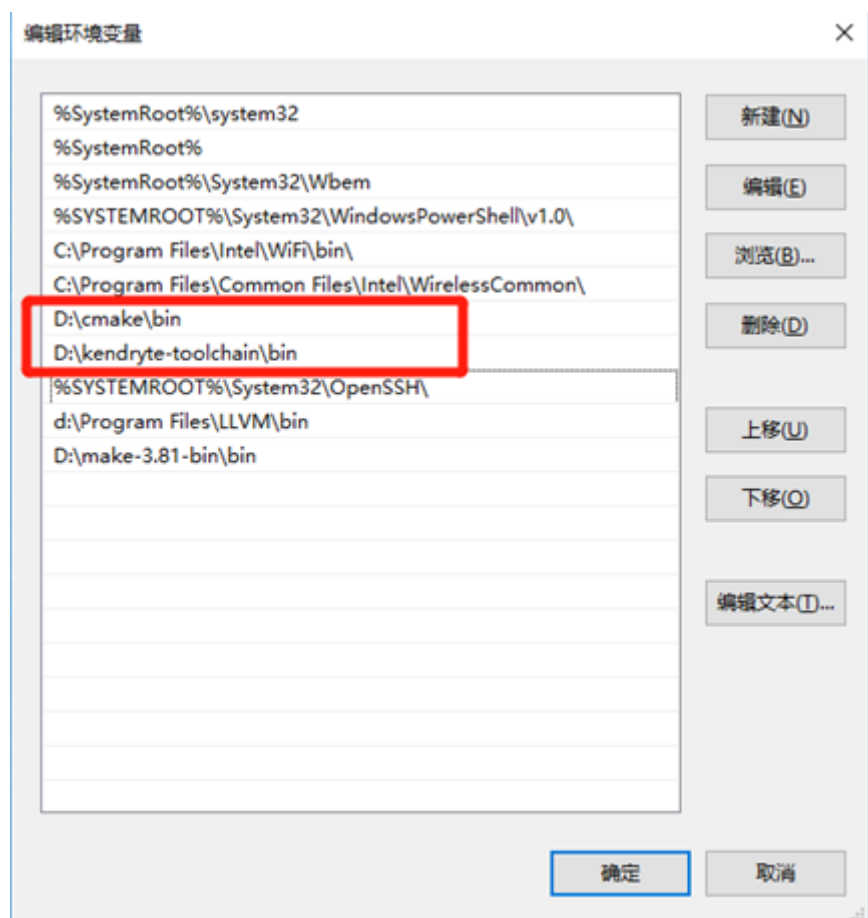 编辑环境变量
%SystemRoot%\system32
%SystemRoot%
%SystemRoot%\System32\Wbem
%SYSTEMROOT%\System32\WindowsPowerShell\v1.0\
C:\Program Files\Intel\WiFi\bin\
C:\Program Files\Common Files\Intel\WirelessCommon\
D:\cmake\bin
D:\kendryte-toolchain\bin
%SYSTEMROOT%\System32\OpenSSH\
d:\Program Files\LLVM\bin
D:\make-3.81-bin\bin
新建(N)
编辑(E)
浏览(B)...
删除(D)
上移(U)
下移(O)
编辑文本(T)...
确定
取消